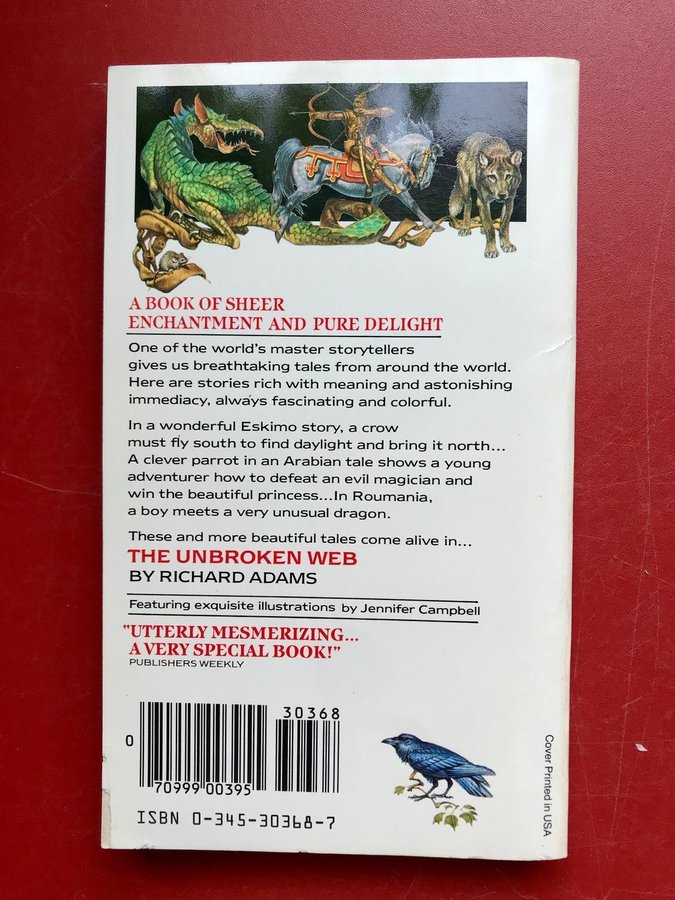 A BOOK OF SHEER
ENCHANTMENT AND PURE DELIGHT
One of the world's master storytellers
gives us breathtaking tales from around the world.
Here are stories rich with meaning and astonishing
immediacy, always fascinating and colorful.
In a wonderful Eskimo story, a crow
must fly south to find daylight and bring it north...
A clever parrot in an Arabian tale shows a young
adventurer how to defeat an evil magician and
win the beautiful princess...In Roumania,
a boy meets a very unusual dragon.
These and more beautiful tales come alive in...
THE UNBROKEN WEB
BY RICHARD ADAMS
Featuring exquisite illustrations by Jennifer Campbell
"UTTERLY MESMERIZING...
A VERY SPECIAL BOOK!"
PUBLISHERS WEEKLY
30368
0
70999 00395
ISBN 0-345-30368-7
Cover Printed in USA